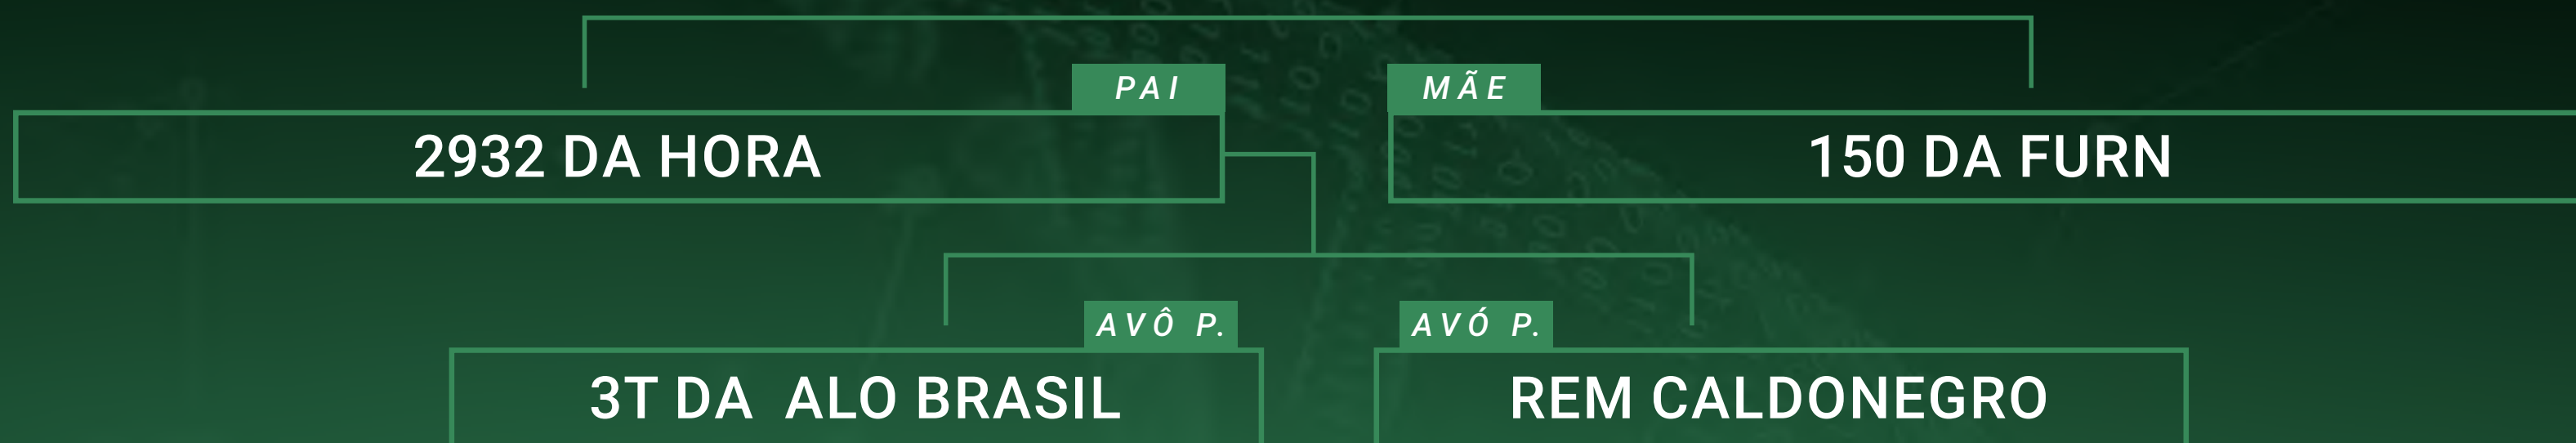 PAI MÃE
2932 DA HORA 150 DA FURN
AVÔ P. AVÓ P.
3T DA  ALO BRASIL REM CALDONEGRO